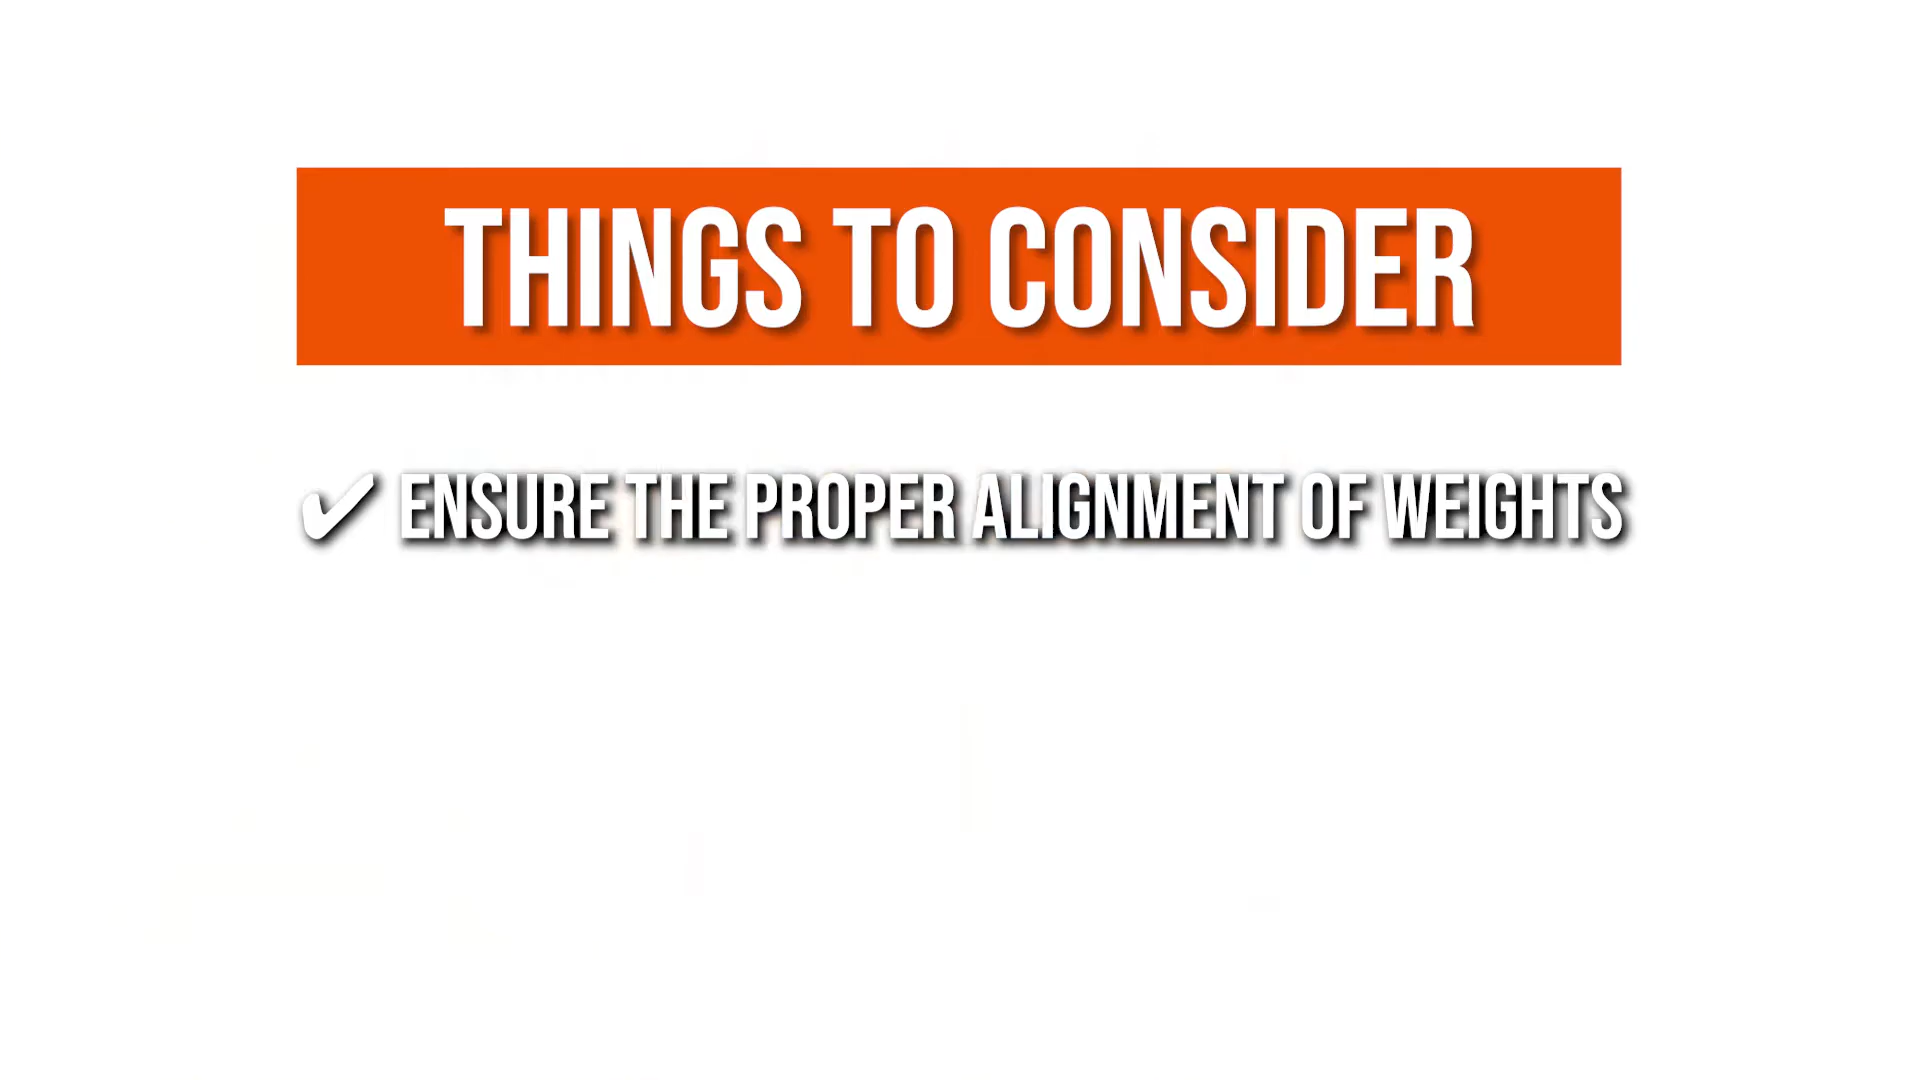 THINGS TO CONSIDER
✔ ENSURE THE PROPER ALIGNMENT OF WEIGHTS